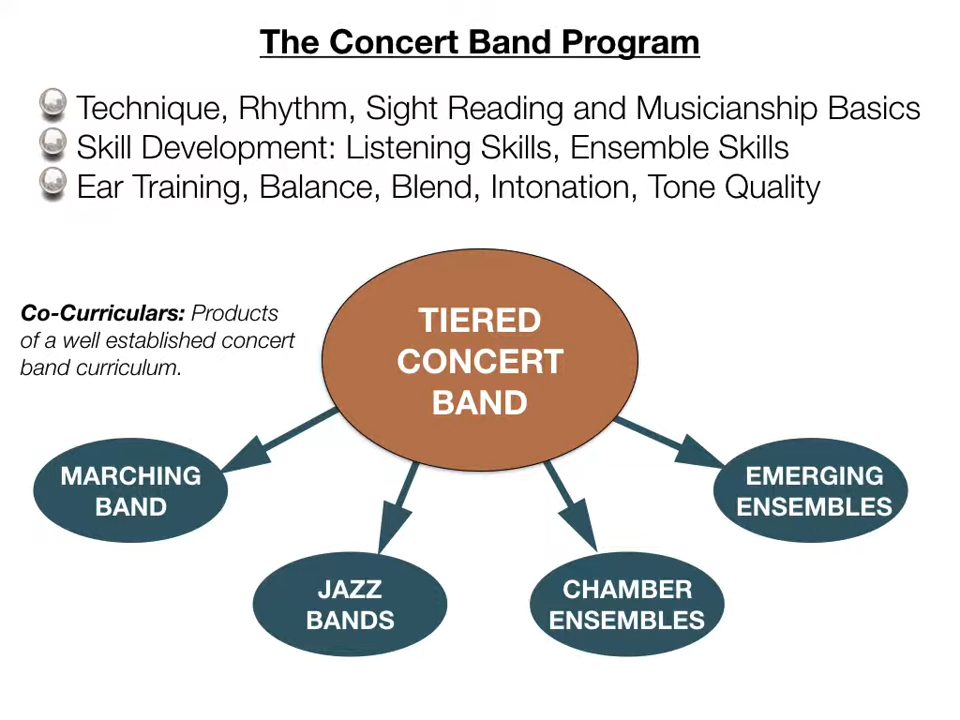 The Concert Band Program
Technique, Rhythm, Sight Reading and Musicianship Basics
Skill Development: Listening Skills, Ensemble Skills
Ear Training, Balance, Blend, Intonation, Tone Quality
Co-Curriculars: Products
of a well established concert
band curriculum.
TIERED
CONCERT
BAND
MARCHING
BAND
JAZZ
BANDS
CHAMBER
ENSEMBLES
EMERGING
ENSEMBLES